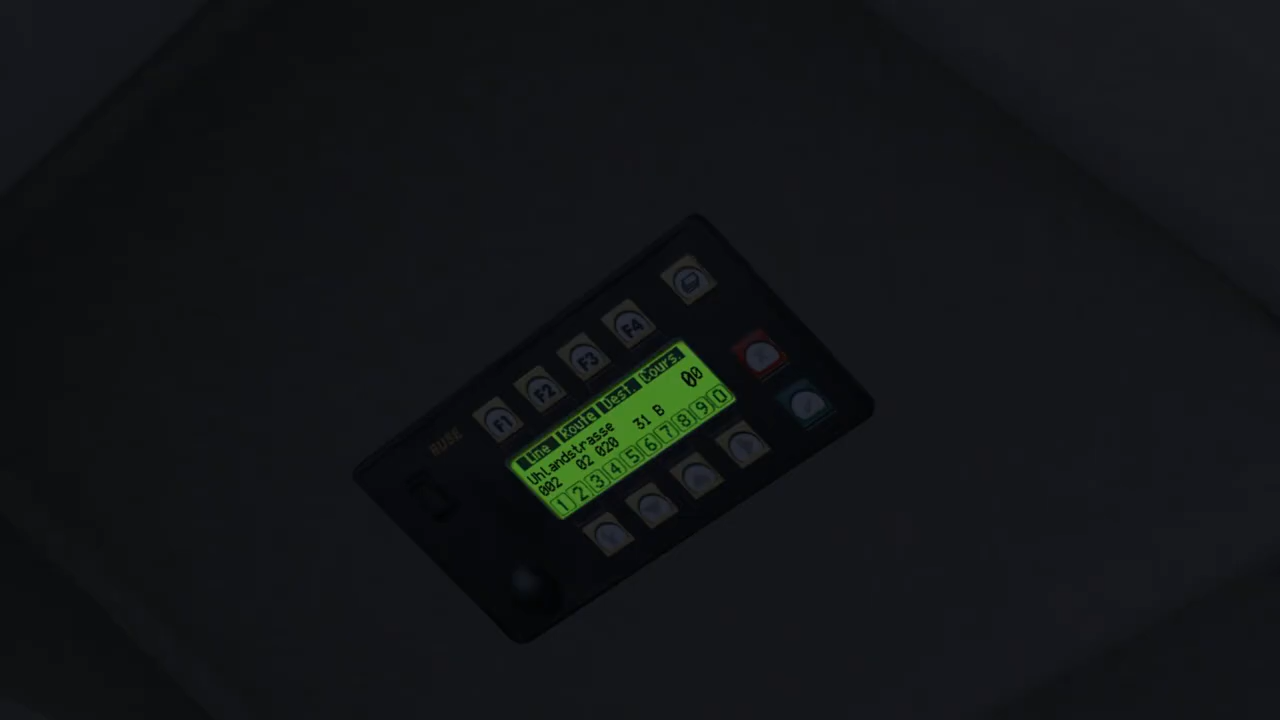 F1 F2 F3 F4
BUSE
Line Route Dest. Cours.
Uhlandstrasse 00
002 02 020 31 B
1 2 3 4 5 6 7 8 9 0